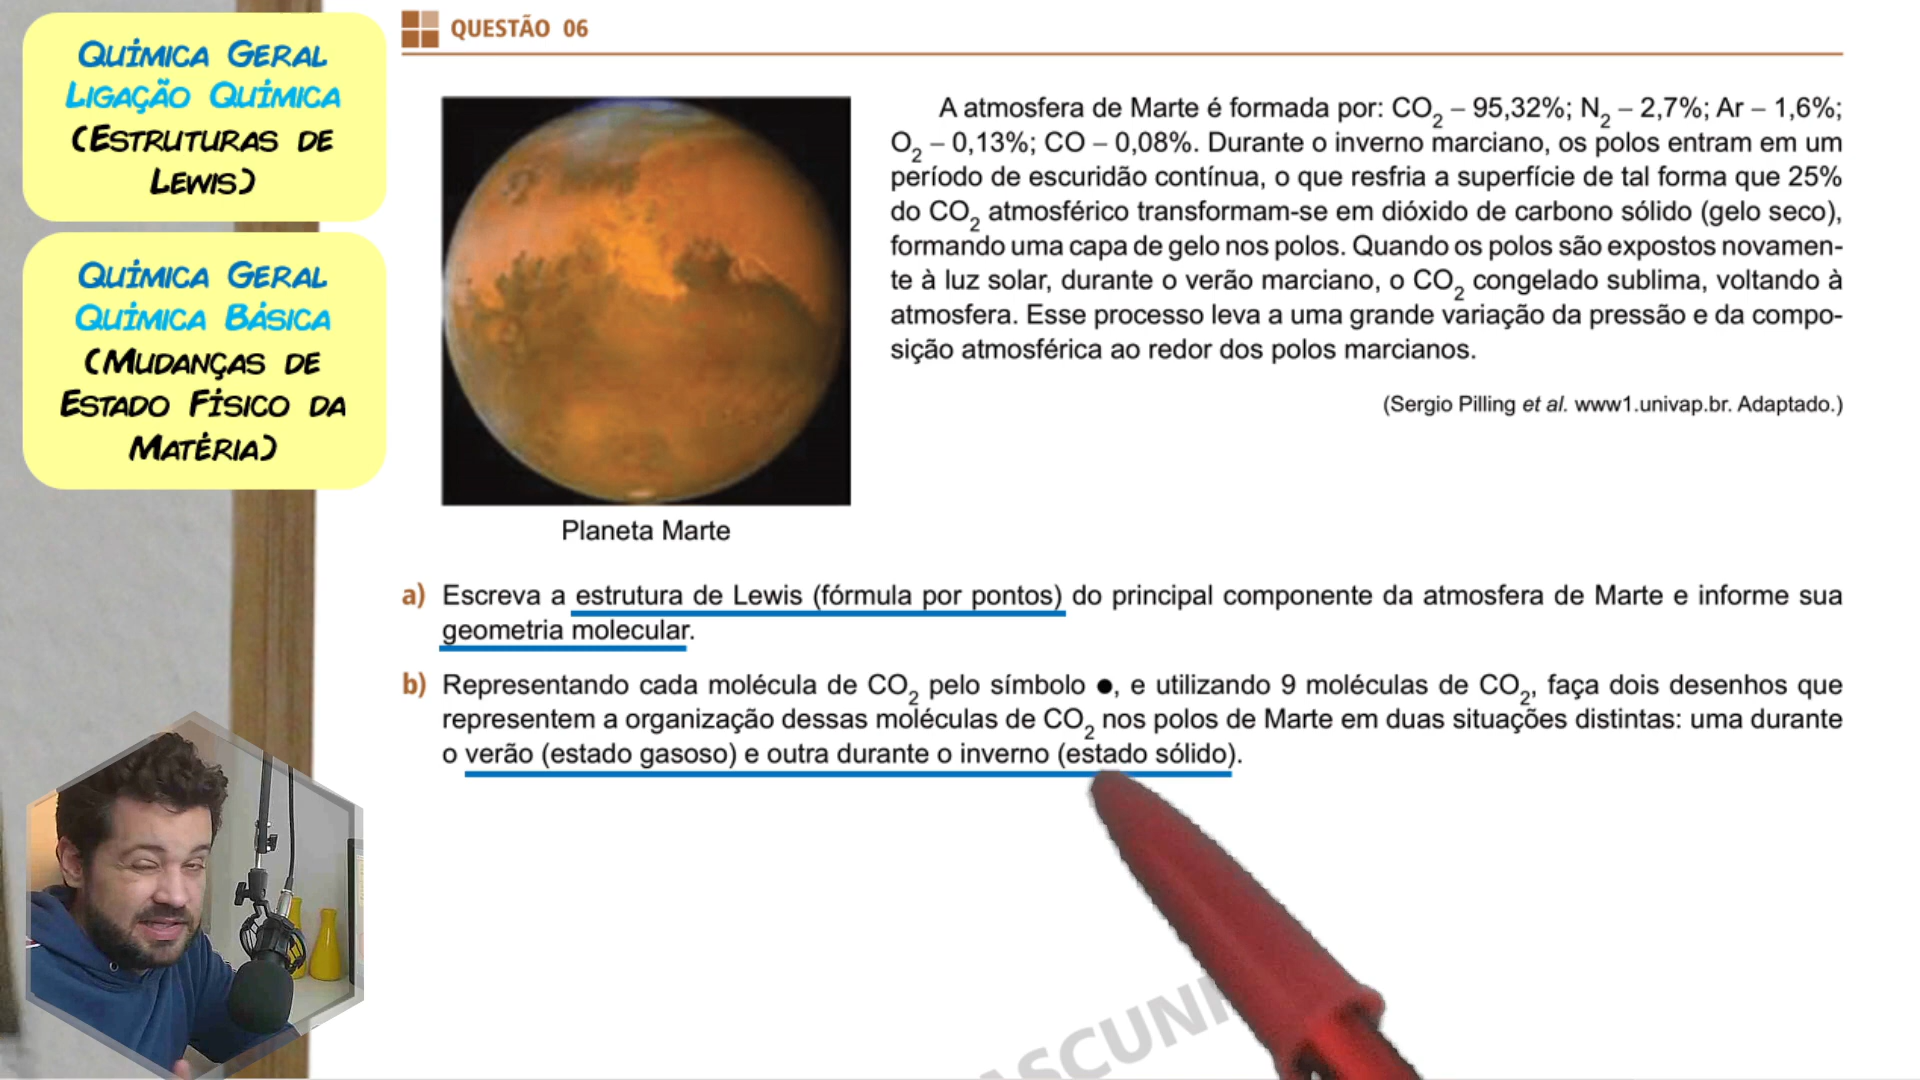 QUÍMICA GERAL
LIGAÇÃO QUÍMICA
(ESTRUTURAS DE
LEWIS)
QUÍMICA GERAL
QUÍMICA BÁSICA
(MUDANÇAS DE
ESTADO FÍSICO DA
MATÉRIA)
QUESTÃO 06
A atmosfera de Marte é formada por: CO₂ – 95,32%; N₂ – 2,7%; Ar – 1,6%;
O₂ – 0,13%; CO – 0,08%. Durante o inverno marciano, os polos entram em um
período de escuridão contínua, o que resfria a superfície de tal forma que 25%
do CO₂ atmosférico transformam-se em dióxido de carbono sólido (gelo seco),
formando uma capa de gelo nos polos. Quando os polos são expostos novamen-
te à luz solar, durante o verão marciano, o CO₂ congelado sublima, voltando à
atmosfera. Esse processo leva a uma grande variação da pressão e da compo-
sição atmosférica ao redor dos polos marcianos.
(Sergio Pilling et al. www1.univap.br. Adaptado.)
Planeta Marte
a) Escreva a estrutura de Lewis (fórmula por pontos) do principal componente da atmosfera de Marte e informe sua
geometria molecular.
b) Representando cada molécula de CO₂ pelo símbolo ●, e utilizando 9 moléculas de CO₂, faça dois desenhos que
representem a organização dessas moléculas de CO₂ nos polos de Marte em duas situações distintas: uma durante
o verão (estado gasoso) e outra durante o inverno (estado sólido).